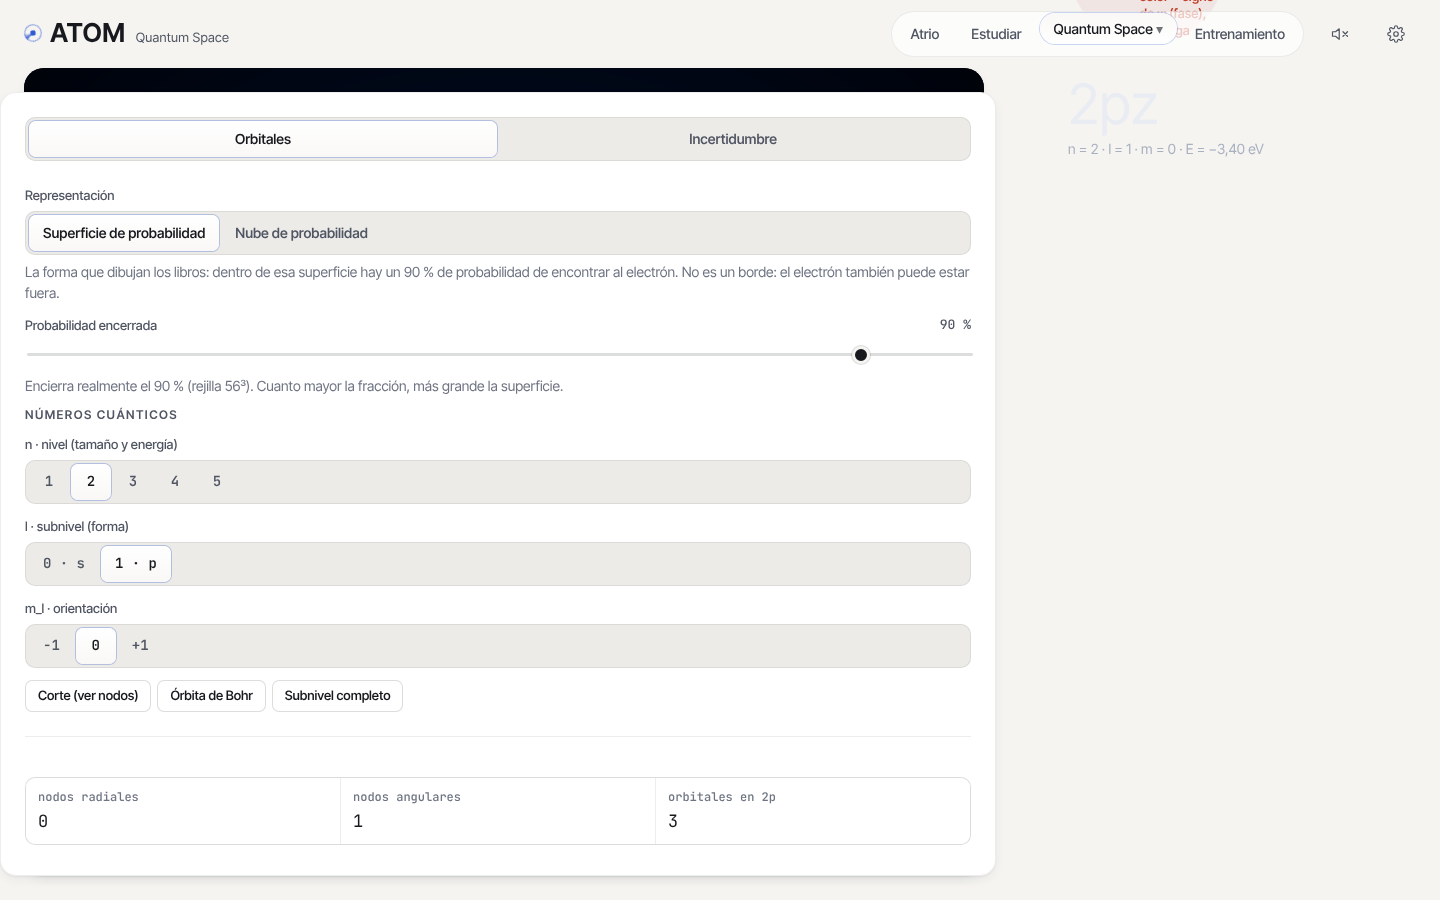 ATOM Quantum Space
Atrio Estudiar Quantum Space ▾ Entrenamiento
2pz
n = 2 · l = 1 · m = 0 · E = −3,40 eV
Orbitales Incertidumbre
Representación
Superficie de probabilidad Nube de probabilidad
La forma que dibujan los libros: dentro de esa superficie hay un 90 % de probabilidad de encontrar al electrón. No es un borde: el electrón también puede estar
fuera.
Probabilidad encerrada 90 %
Encierra realmente el 90 % (rejilla 56³). Cuanto mayor la fracción, más grande la superficie.
NÚMEROS CUÁNTICOS
n · nivel (tamaño y energía)
1 2 3 4 5
l · subnivel (forma)
0 · s 1 · p
m_l · orientación
-1 0 +1
Corte (ver nodos) Órbita de Bohr Subnivel completo
nodos radiales nodos angulares orbitales en 2p
0 1 3